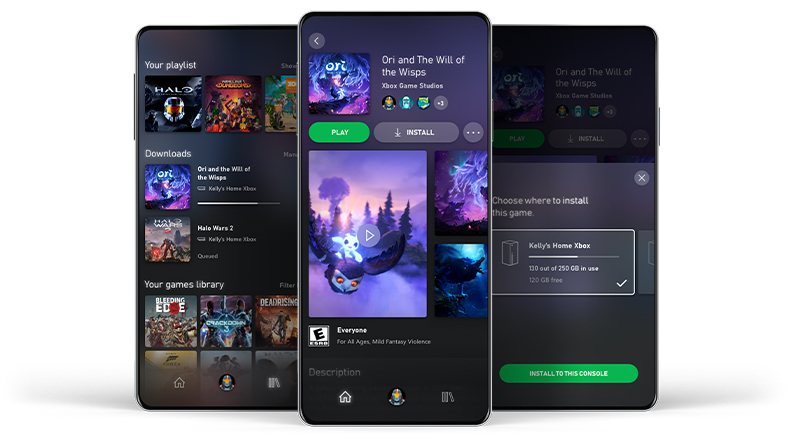 Your playlist
HALO
MINECRAFT
DUNGEONS
Downloads
ori
Ori and the Will of
the Wisps
Kelly's Home Xbox
HALO
WARS 2
Halo Wars 2
Kelly's Home Xbox
Queued
Your games library
Filter
BLEEDING
EDGE
CRACKDOWN
3
DEADRISING
FORZA
ori
Ori and The Will of
the Wisps
Xbox Game Studios
+3
PLAY
INSTALL
E
ESRB
Everyone
For All Ages, Mild Fantasy Violence
Description
ori
Ori and The Will of
the Wisps
Xbox Game Studios
+3
PLAY
INSTALL
Choose where to install
this game.
Kelly's Home Xbox
110 out of 250 GB in use
120 GB free
INSTALL TO THIS CONSOLE